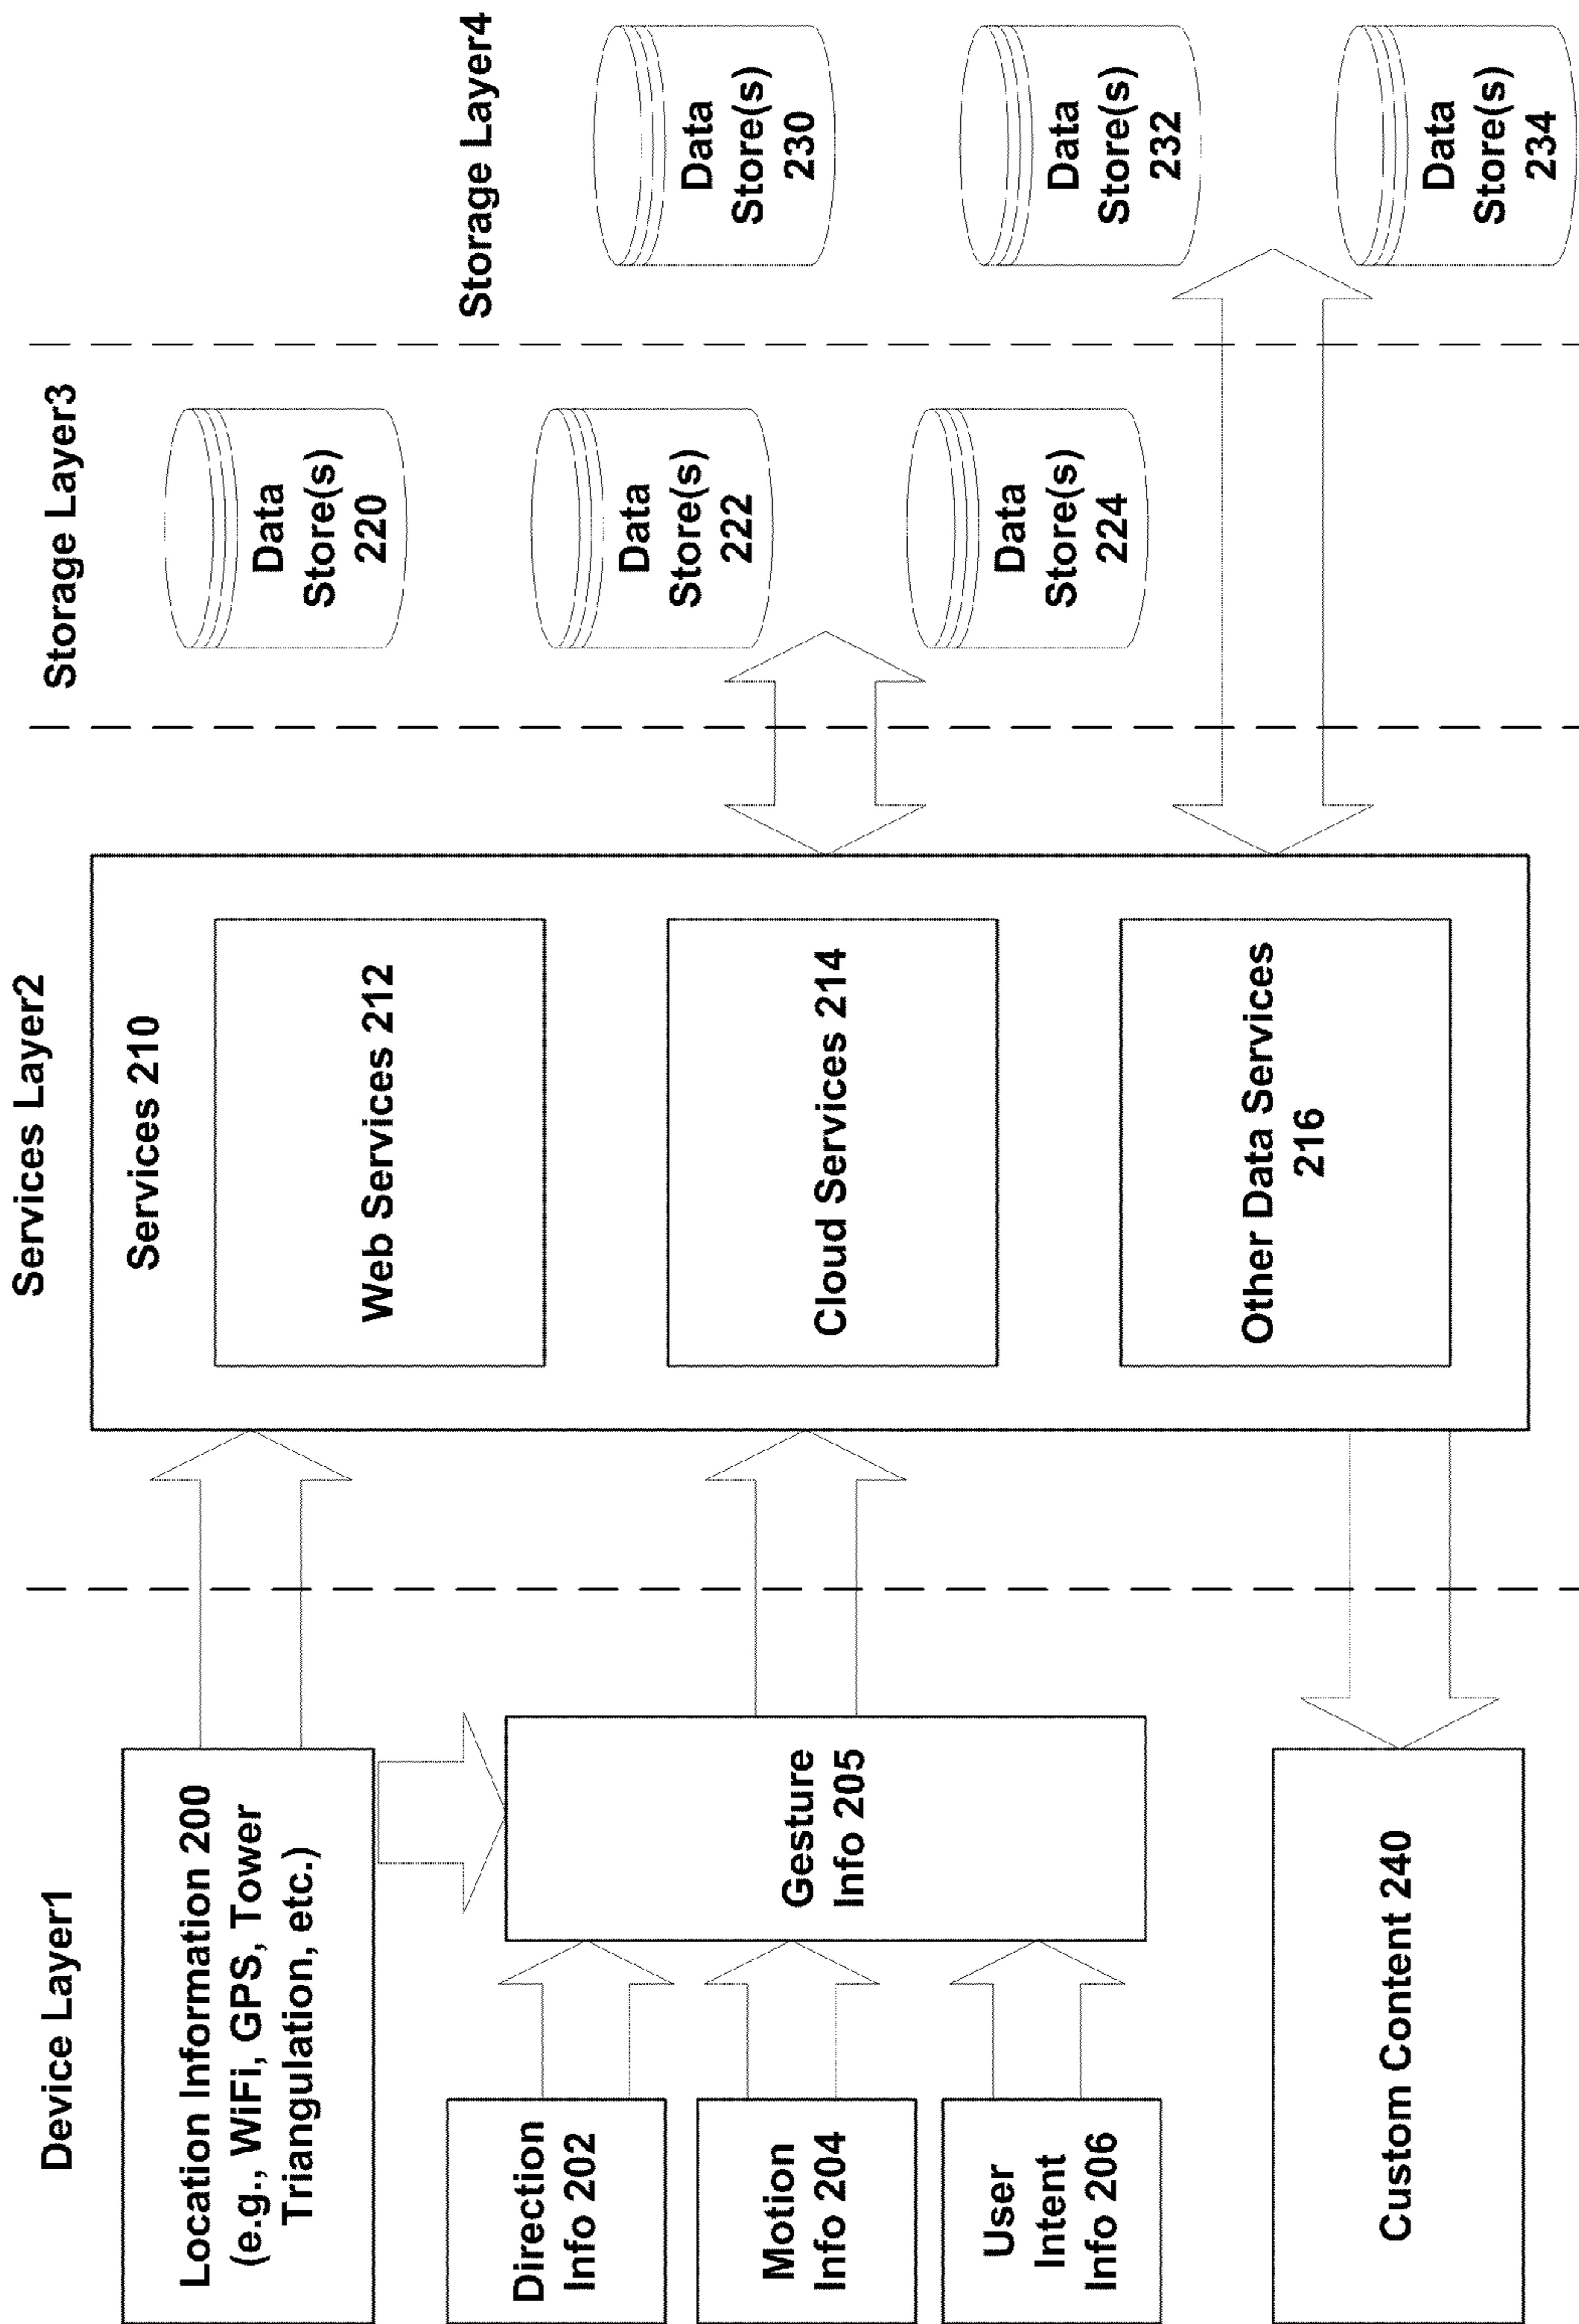 Device Layer1
Location Information 200
(e.g., WiFi, GPS, Tower
Triangulation, etc.)
Direction
Info 202
Motion
Info 204
User
Intent
Info 206
Gesture
Info 205
Custom Content 240
Services Layer2
Services 210
Web Services 212
Cloud Services 214
Other Data Services
216
Storage Layer3
Data
Store(s)
220
Data
Store(s)
222
Data
Store(s)
224
Storage Layer4
Data
Store(s)
230
Data
Store(s)
232
Data
Store(s)
234